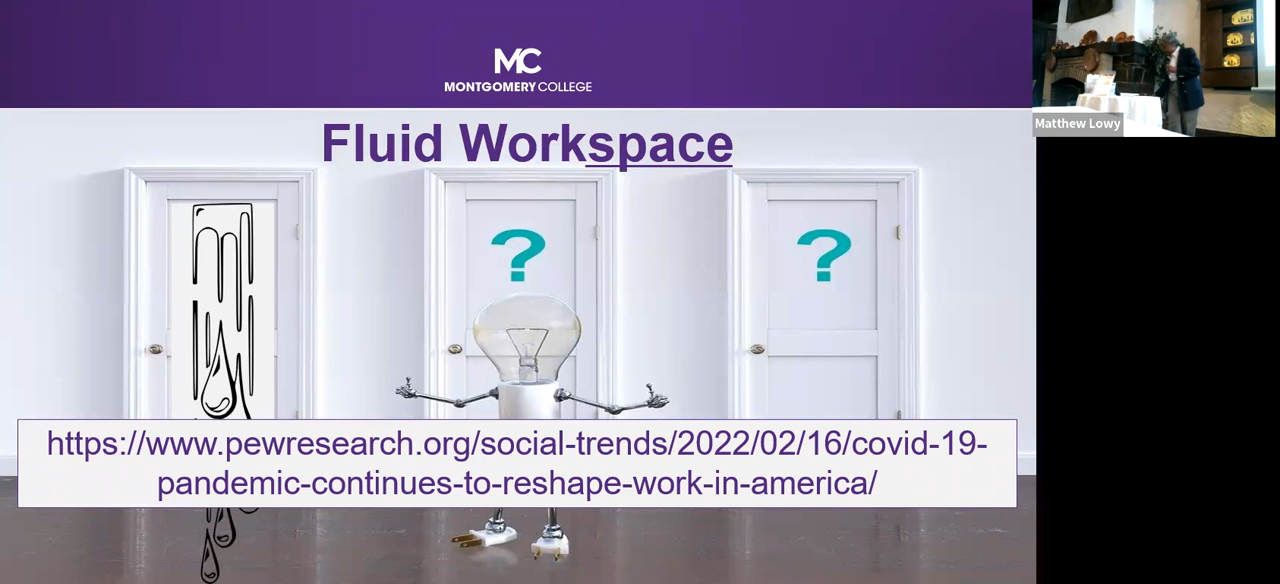 MC
MONTGOMERY COLLEGE
Fluid Workspace
?
?
https://www.pewresearch.org/social-trends/2022/02/16/covid-19-
pandemic-continues-to-reshape-work-in-america/
Matthew Lowy